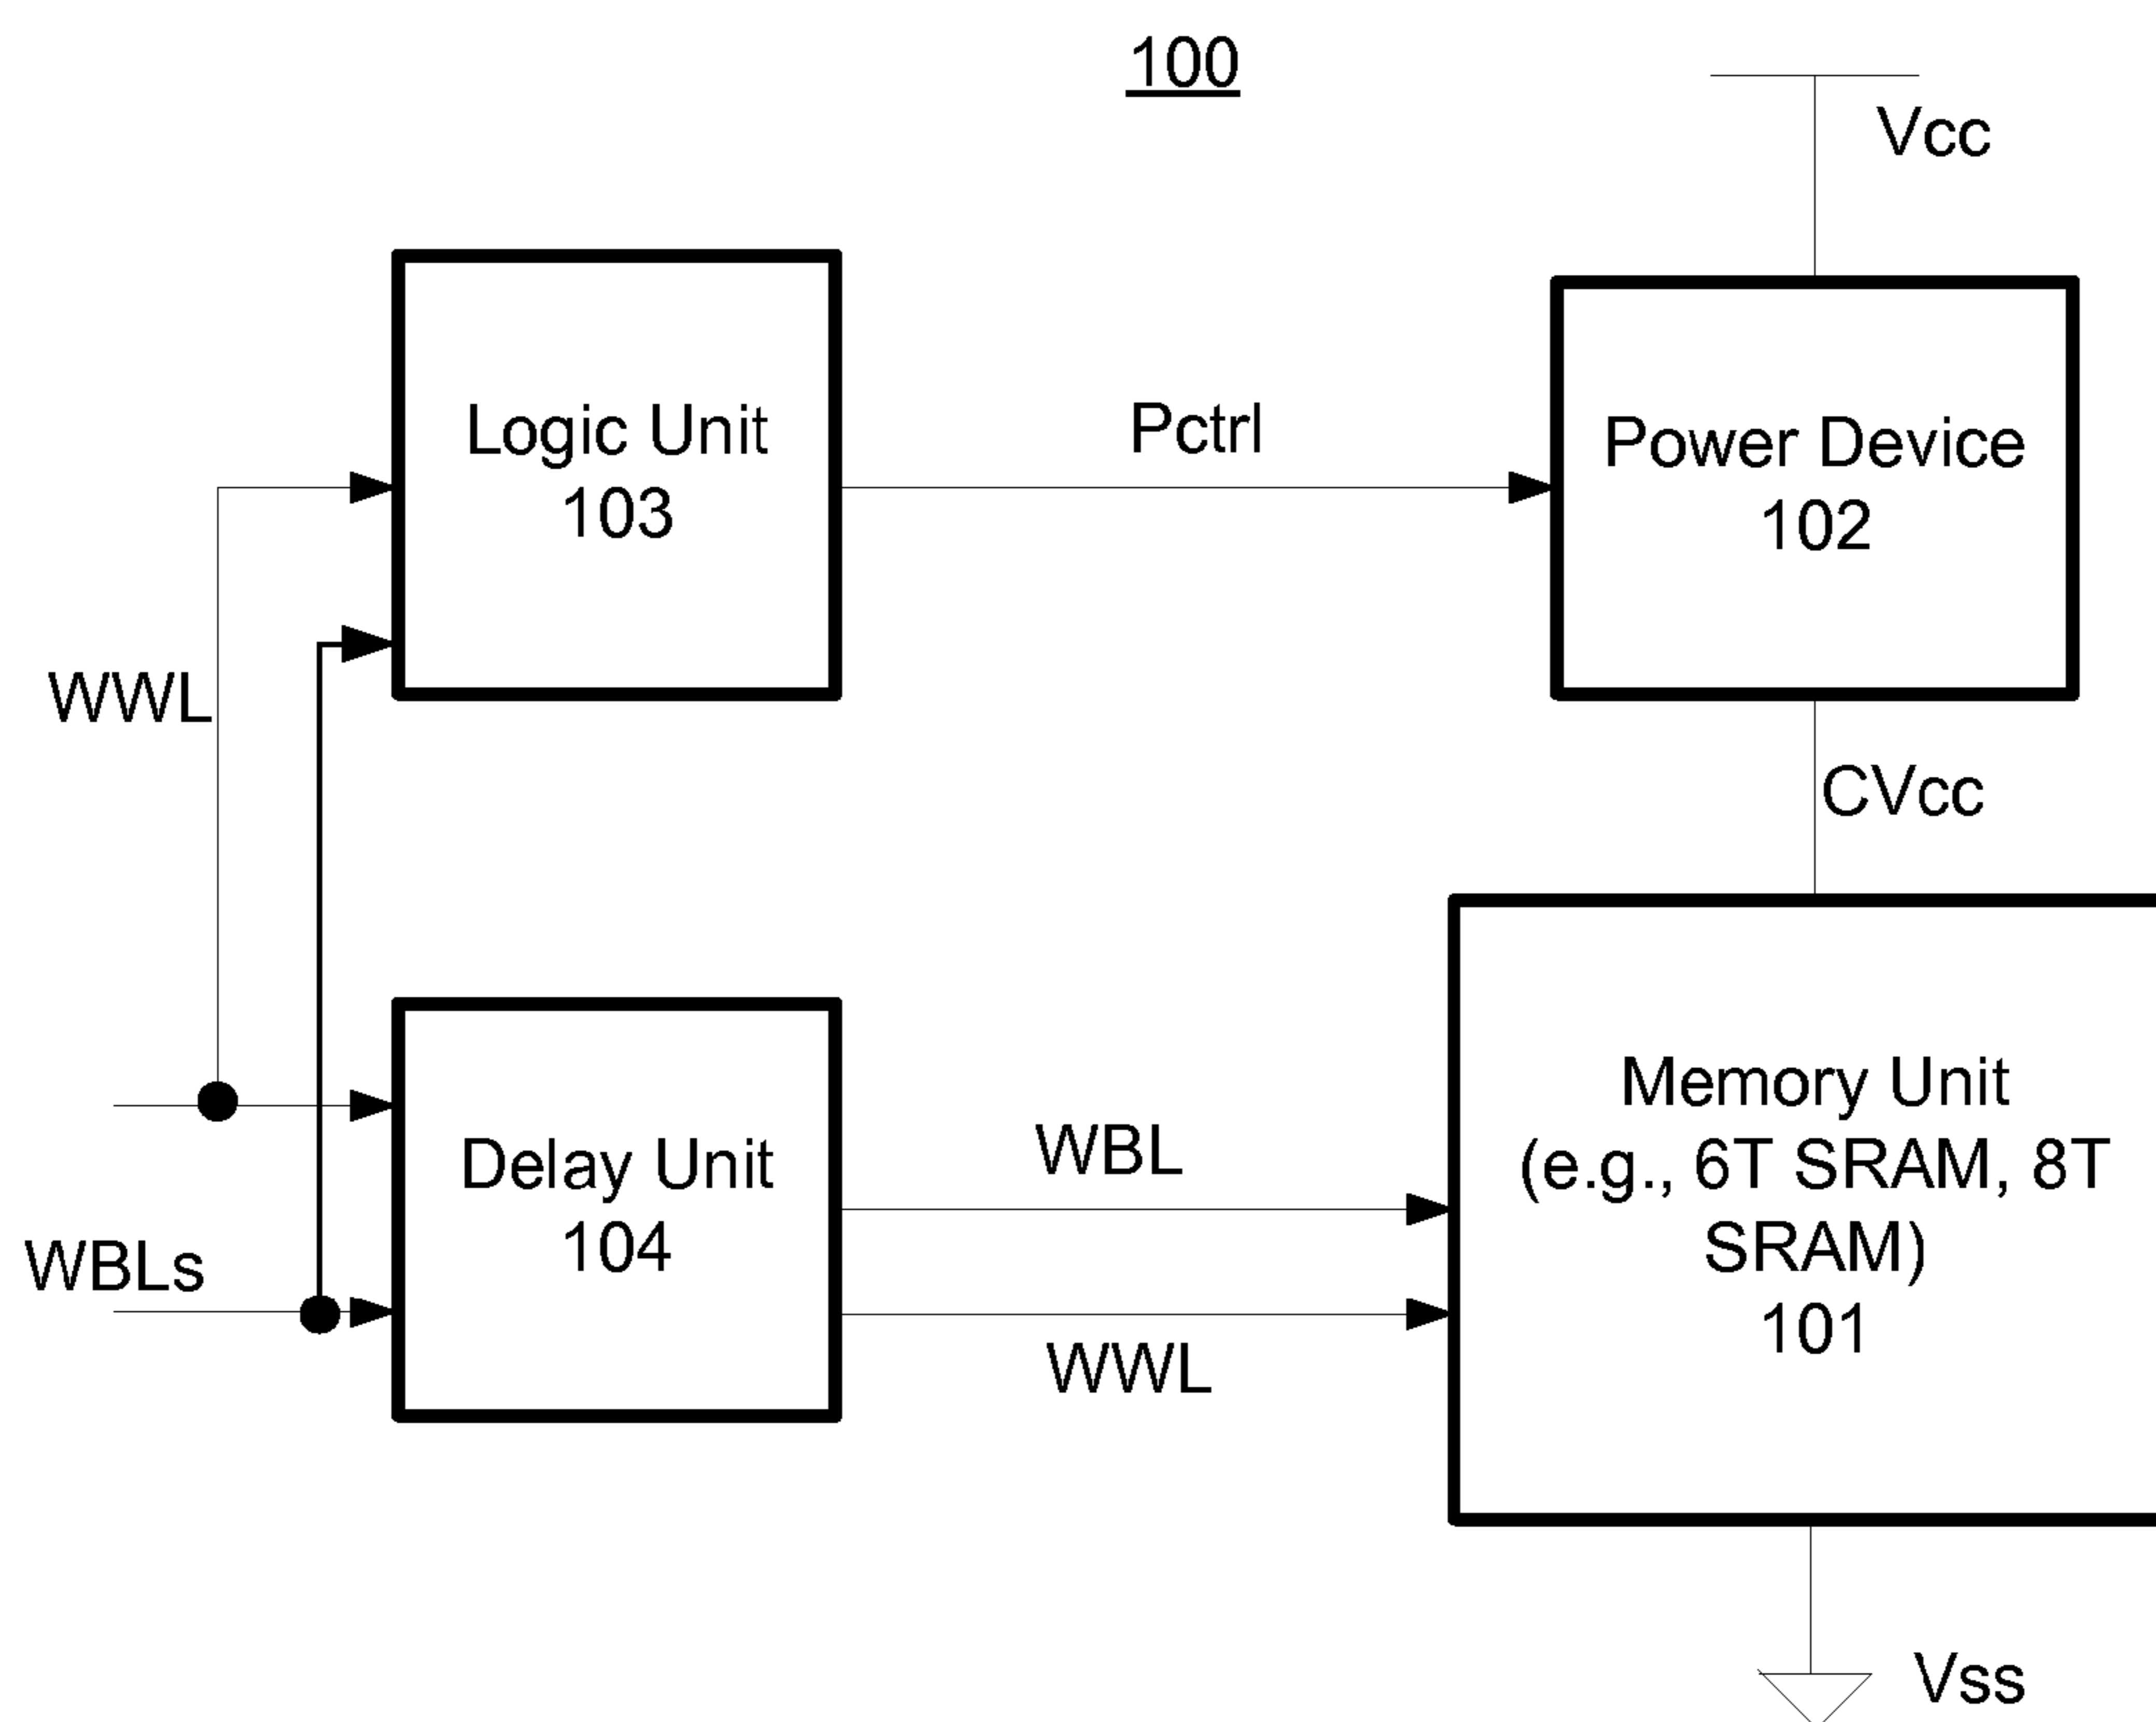 100
Vcc
Logic Unit
103
Pctrl
Power Device
102
WWL
CVcc
Delay Unit
104
WBLs
WBL
WWL
Memory Unit
(e.g., 6T SRAM, 8T
SRAM)
101
Vss